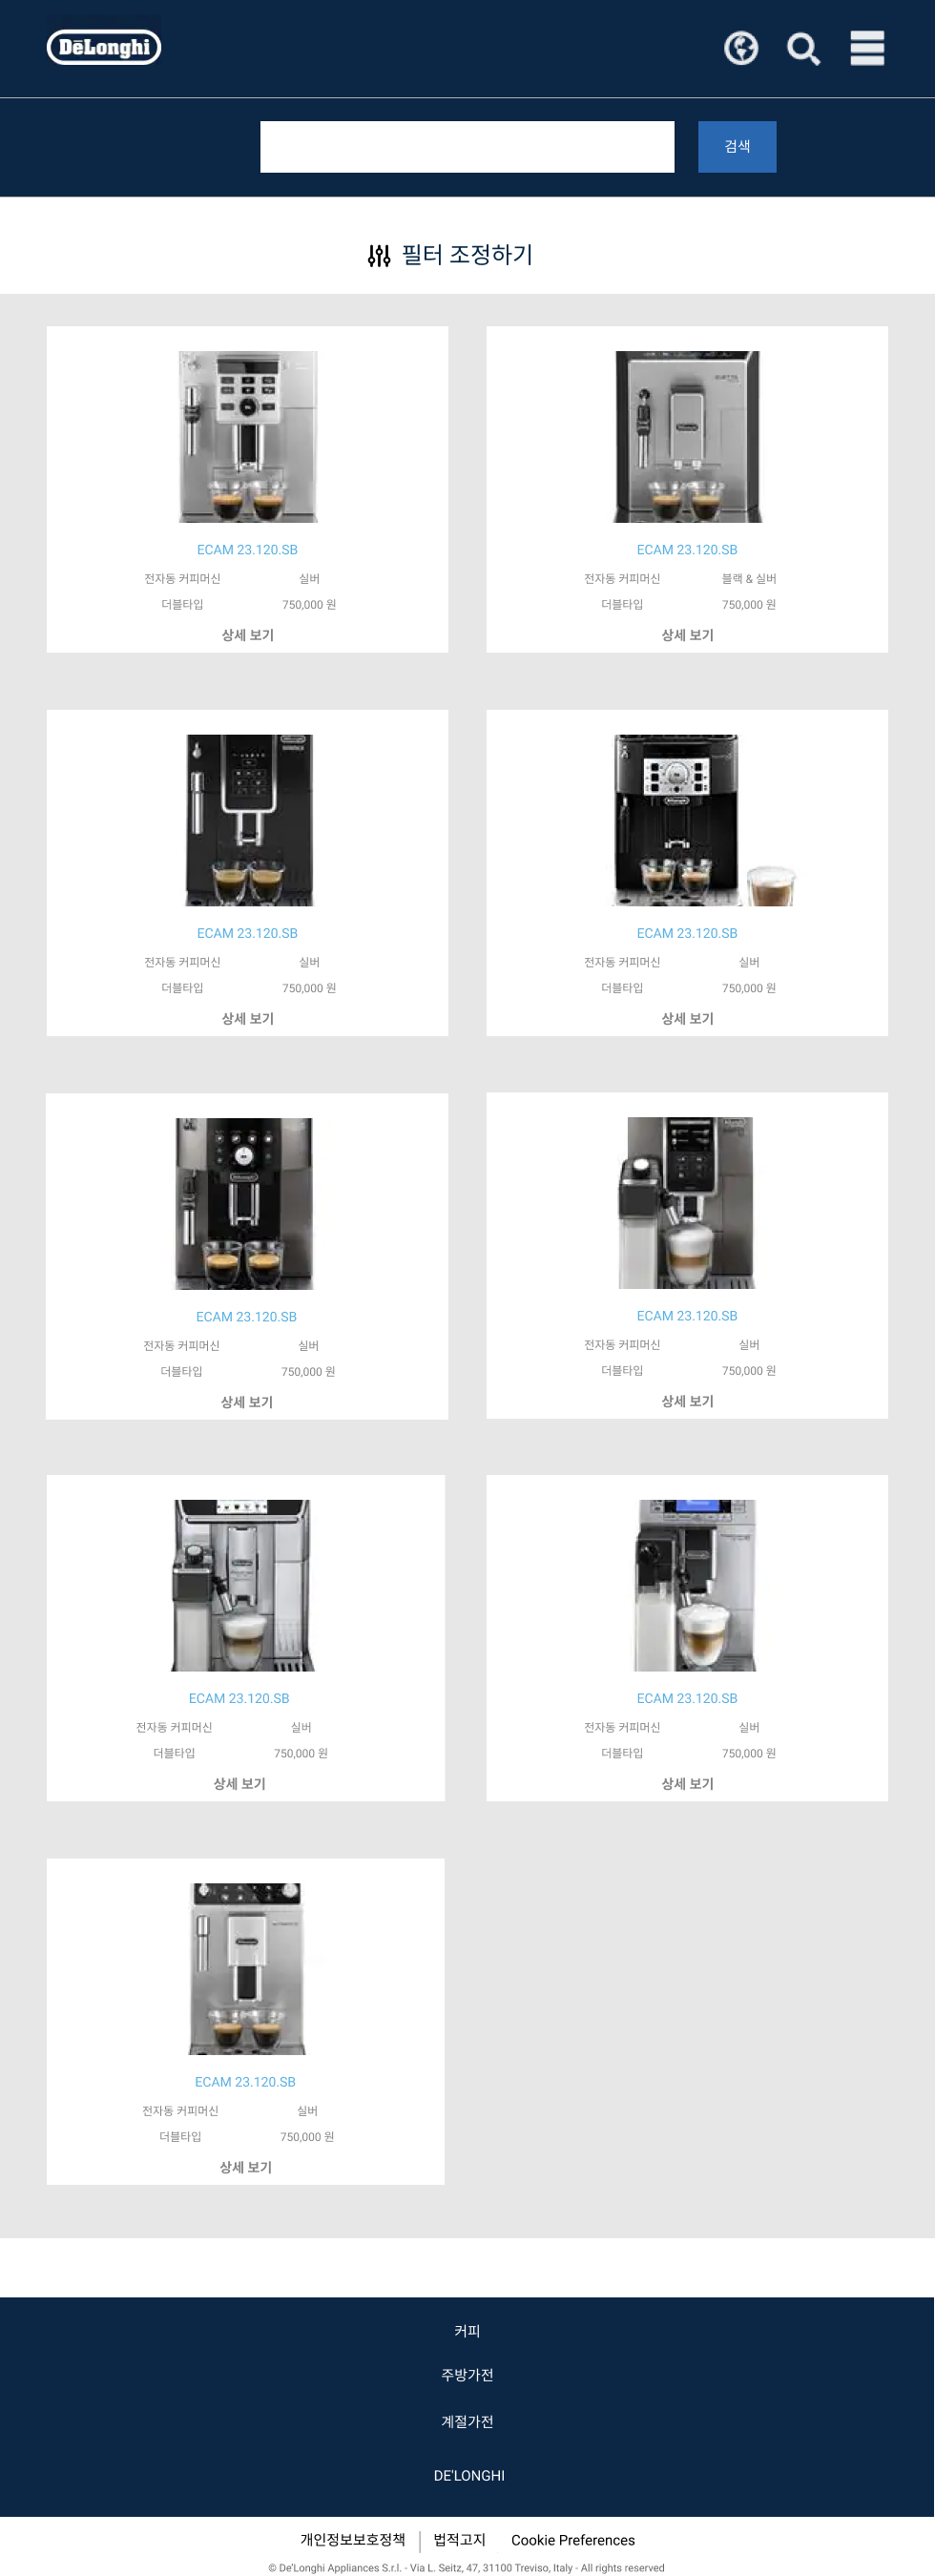 DēLonghi
검색
필터 조정하기
ECAM 23.120.SB
전자동 커피머신 실버
더블타입 750,000 원
상세 보기
ECAM 23.120.SB
전자동 커피머신 블랙 & 실버
더블타입 750,000 원
상세 보기
ECAM 23.120.SB
전자동 커피머신 실버
더블타입 750,000 원
상세 보기
ECAM 23.120.SB
전자동 커피머신 실버
더블타입 750,000 원
상세 보기
ECAM 23.120.SB
전자동 커피머신 실버
더블타입 750,000 원
상세 보기
ECAM 23.120.SB
전자동 커피머신 실버
더블타입 750,000 원
상세 보기
ECAM 23.120.SB
전자동 커피머신 실버
더블타입 750,000 원
상세 보기
ECAM 23.120.SB
전자동 커피머신 실버
더블타입 750,000 원
상세 보기
ECAM 23.120.SB
전자동 커피머신 실버
더블타입 750,000 원
상세 보기
커피
주방가전
계절가전
DE'LONGHI
개인정보보호정책 법적고지 Cookie Preferences
© De'Longhi Appliances S.r.l. - Via L. Seitz, 47, 31100 Treviso, Italy - All rights reserved